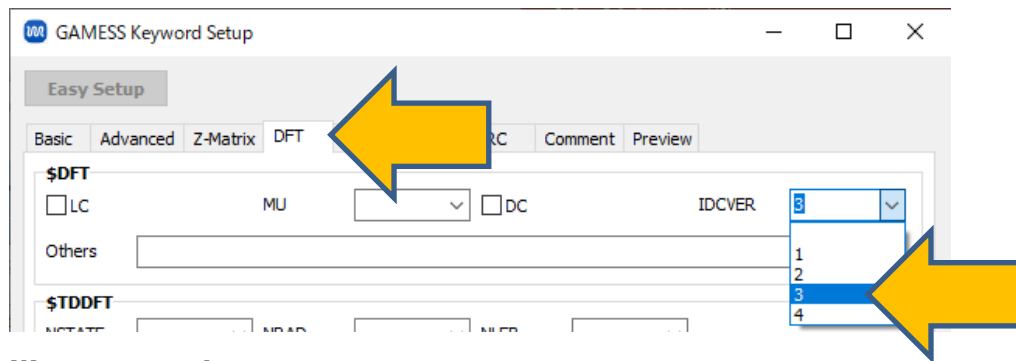 GAMESS Keyword Setup
Easy Setup
Basic Advanced Z-Matrix DFT RC Comment Preview
$DFT
LC MU DC IDCVER 3
Others
1
2
3
4
$TDDFT